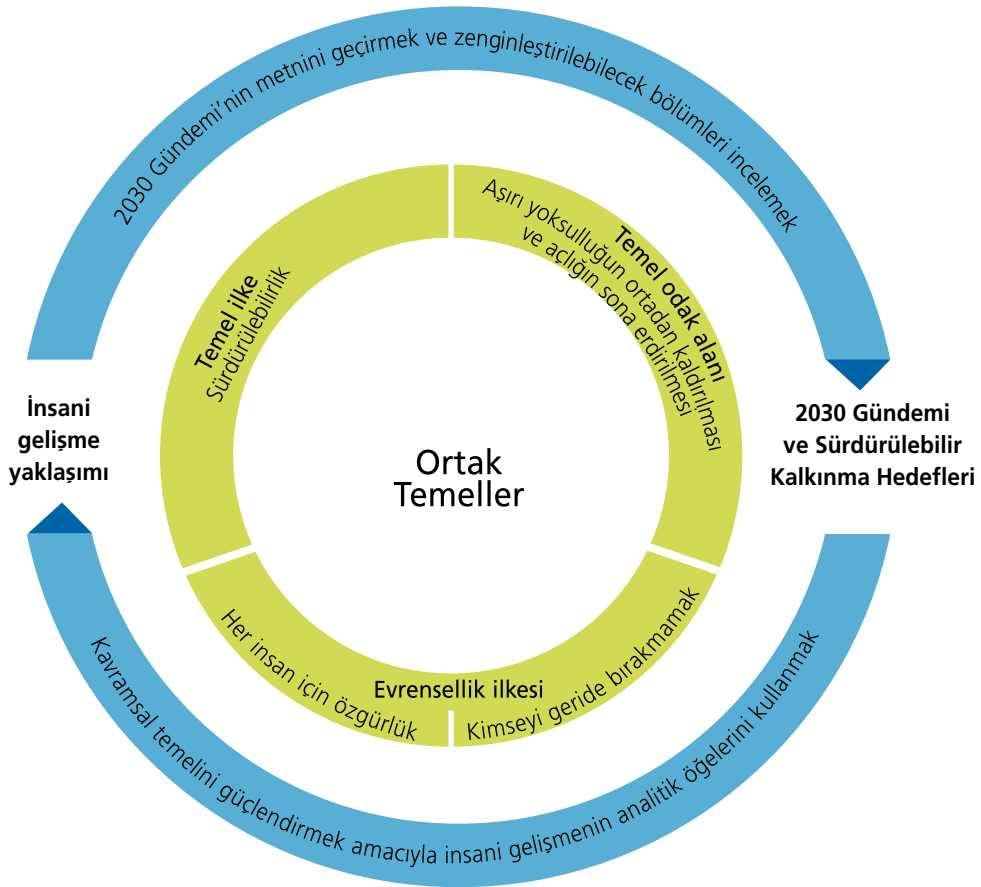 2030 Gündemi’nin metnini geçirmek ve zenginleştirilebilecek bölümleri incelemek
Temel ilke
Sürdürülebilirlik
Temel odak alanı
Aşırı yoksulluğun ortadan kaldırılması
ve açlığın sona erdirilmesi
İnsani
gelişme
yaklaşımı
Ortak
Temeller
2030 Gündemi
ve Sürdürülebilir
Kalkınma Hedefleri
Evrensellik ilkesi
Her insan için özgürlük
Kimseyi geride bırakmamak
Kavramsal temelini güçlendirmek amacıyla insani gelişmenin analitik öğelerini kullanmak